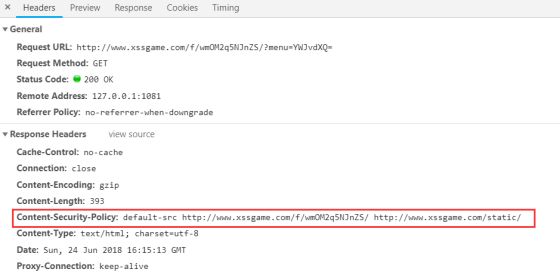 × Headers Preview Response Cookies Timing
▼ General
Request URL: http://www.xssgame.com/f/wmOM2q5NJnZS/?menu=YWJvdXQ=
Request Method: GET
Status Code: 200 OK
Remote Address: 127.0.0.1:1081
Referrer Policy: no-referrer-when-downgrade
▼ Response Headers view source
Cache-Control: no-cache
Connection: close
Content-Encoding: gzip
Content-Length: 393
Content-Security-Policy: default-src http://www.xssgame.com/f/wmOM2q5NJnZS/ http://www.xssgame.com/static/
Content-Type: text/html; charset=utf-8
Date: Sun, 24 Jun 2018 16:15:13 GMT
Proxy-Connection: keep-alive